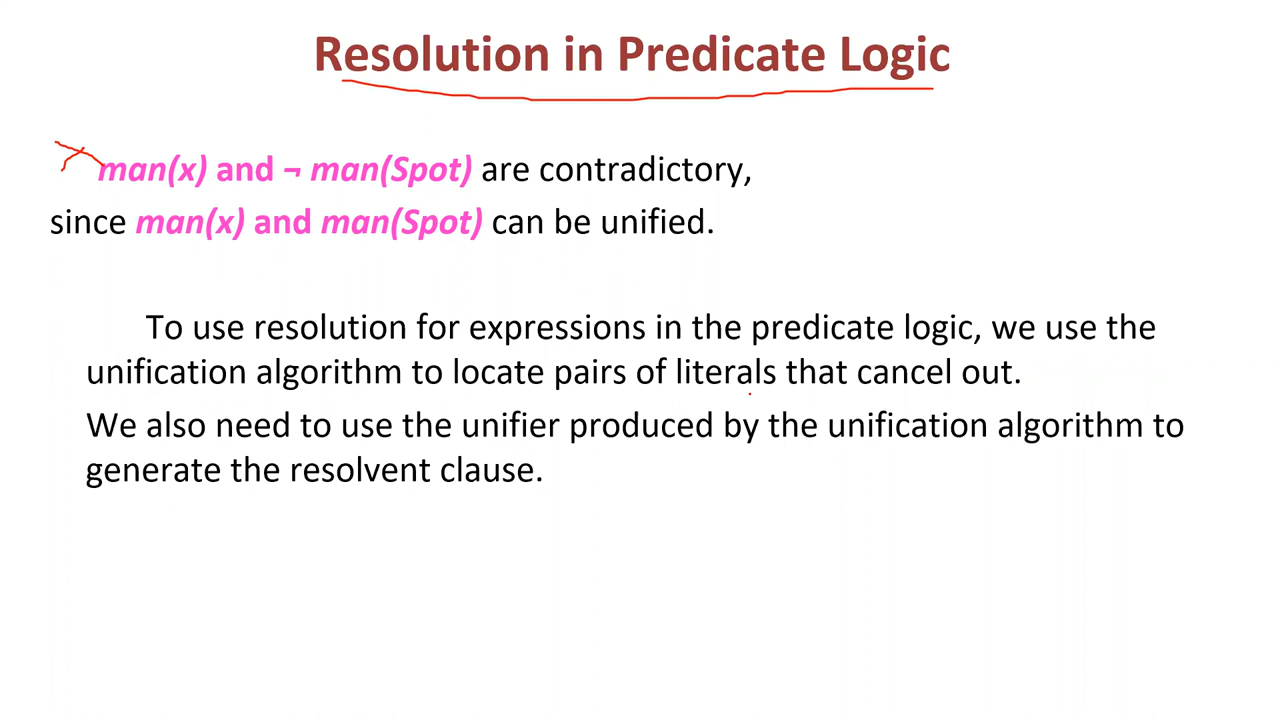 Resolution in Predicate Logic
man(x) and ¬ man(Spot) are contradictory,
since man(x) and man(Spot) can be unified.
To use resolution for expressions in the predicate logic, we use the
unification algorithm to locate pairs of literals that cancel out.
We also need to use the unifier produced by the unification algorithm to
generate the resolvent clause.